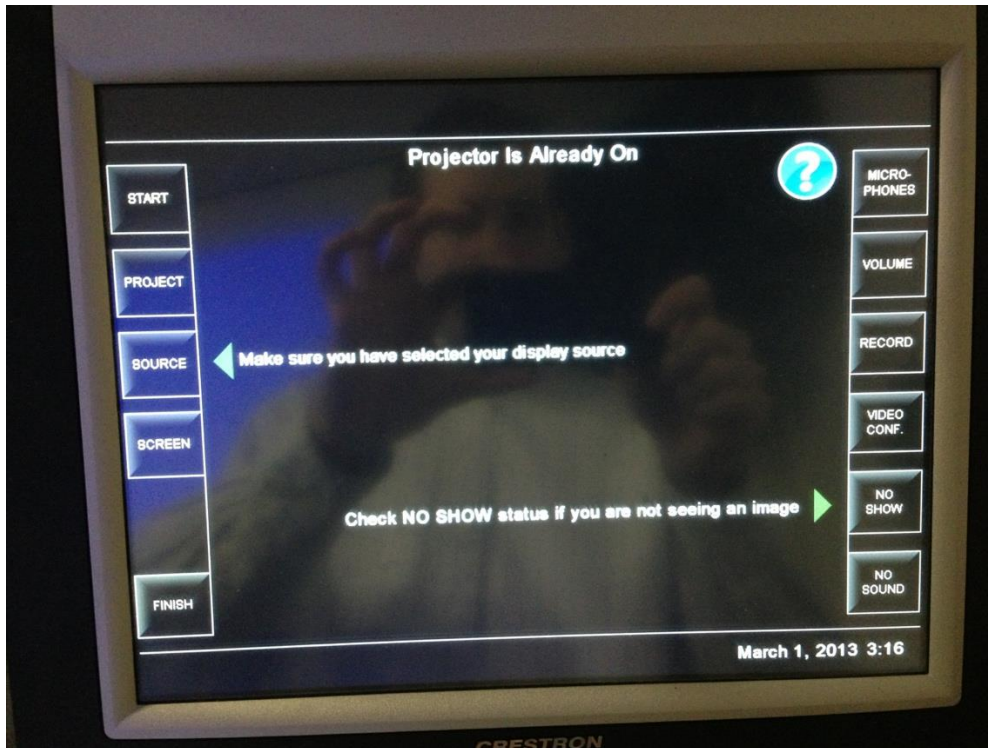 Projector Is Already On
?
START
PROJECT
SOURCE
SCREEN
FINISH
Make sure you have selected your display source
Check NO SHOW status if you are not seeing an image
MICRO-
PHONES
VOLUME
RECORD
VIDEO
CONF.
NO
SHOW
NO
SOUND
March 1, 2013 3:16
CRESTRON